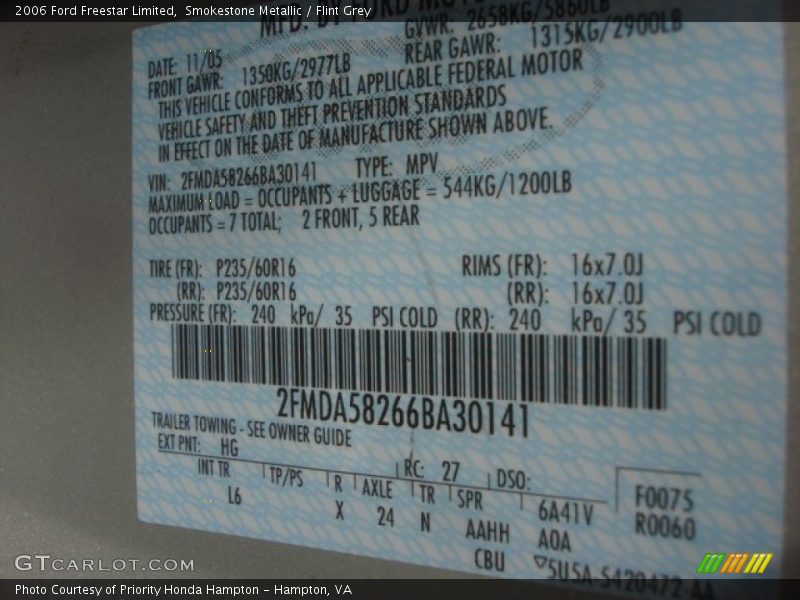 2006 Ford Freestar Limited, Smokestone Metallic / Flint Grey
DATE: 11/05 GVWR: 2658KG/5860LB
FRONT GAWR: 1350KG/2977LB REAR GAWR: 1315KG/2900LB
THIS VEHICLE CONFORMS TO ALL APPLICABLE FEDERAL MOTOR
VEHICLE SAFETY AND THEFT PREVENTION STANDARDS
IN EFFECT ON THE DATE OF MANUFACTURE SHOWN ABOVE.
VIN: 2FMDA58266BA30141 TYPE: MPV
MAXIMUM LOAD = OCCUPANTS + LUGGAGE = 544KG/1200LB
OCCUPANTS = 7 TOTAL; 2 FRONT, 5 REAR
TIRE (FR): P235/60R16 RIMS (FR): 16x7.0J
(RR): P235/60R16 (RR): 16x7.0J
PRESSURE (FR): 240 kPa/ 35 PSI COLD (RR): 240 kPa/ 35 PSI COLD
2FMDA58266BA30141
TRAILER TOWING - SEE OWNER GUIDE
EXT PNT: HG RC: 27 DSO:
INT TR TP/PS R AXLE TR SPR 6A41V F0075
L6 X 24 N AAHH A0A R0060
CBU 5U5A-5420472-AA
GTCARLOT.COM
Photo Courtesy of Priority Honda Hampton - Hampton, VA